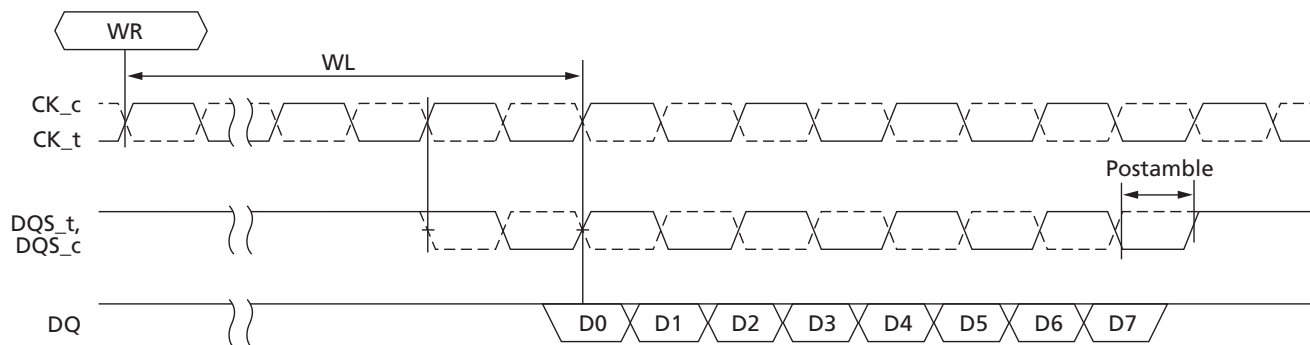 WR
WL
CK_c
CK_t
Postamble
DQS_t,
DQS_c
DQ
D0 D1 D2 D3 D4 D5 D6 D7